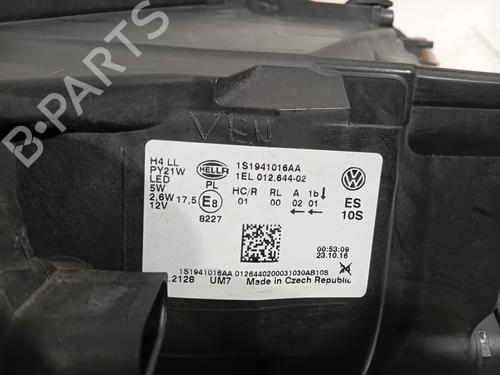 B-PARTS
VEU
H4 LL
PY21W
LED
5W
2,6W 17,5
12V
HELLA
PL
E8
8227
1S1941016AA
1EL 012.644-02
HC/R RL A 1b
01 00 02 01
ES
10S
00:53:09
23.10.16
1S1941016AA 0126440200031030AB10S
2128 UM7 Made in Czech Republic